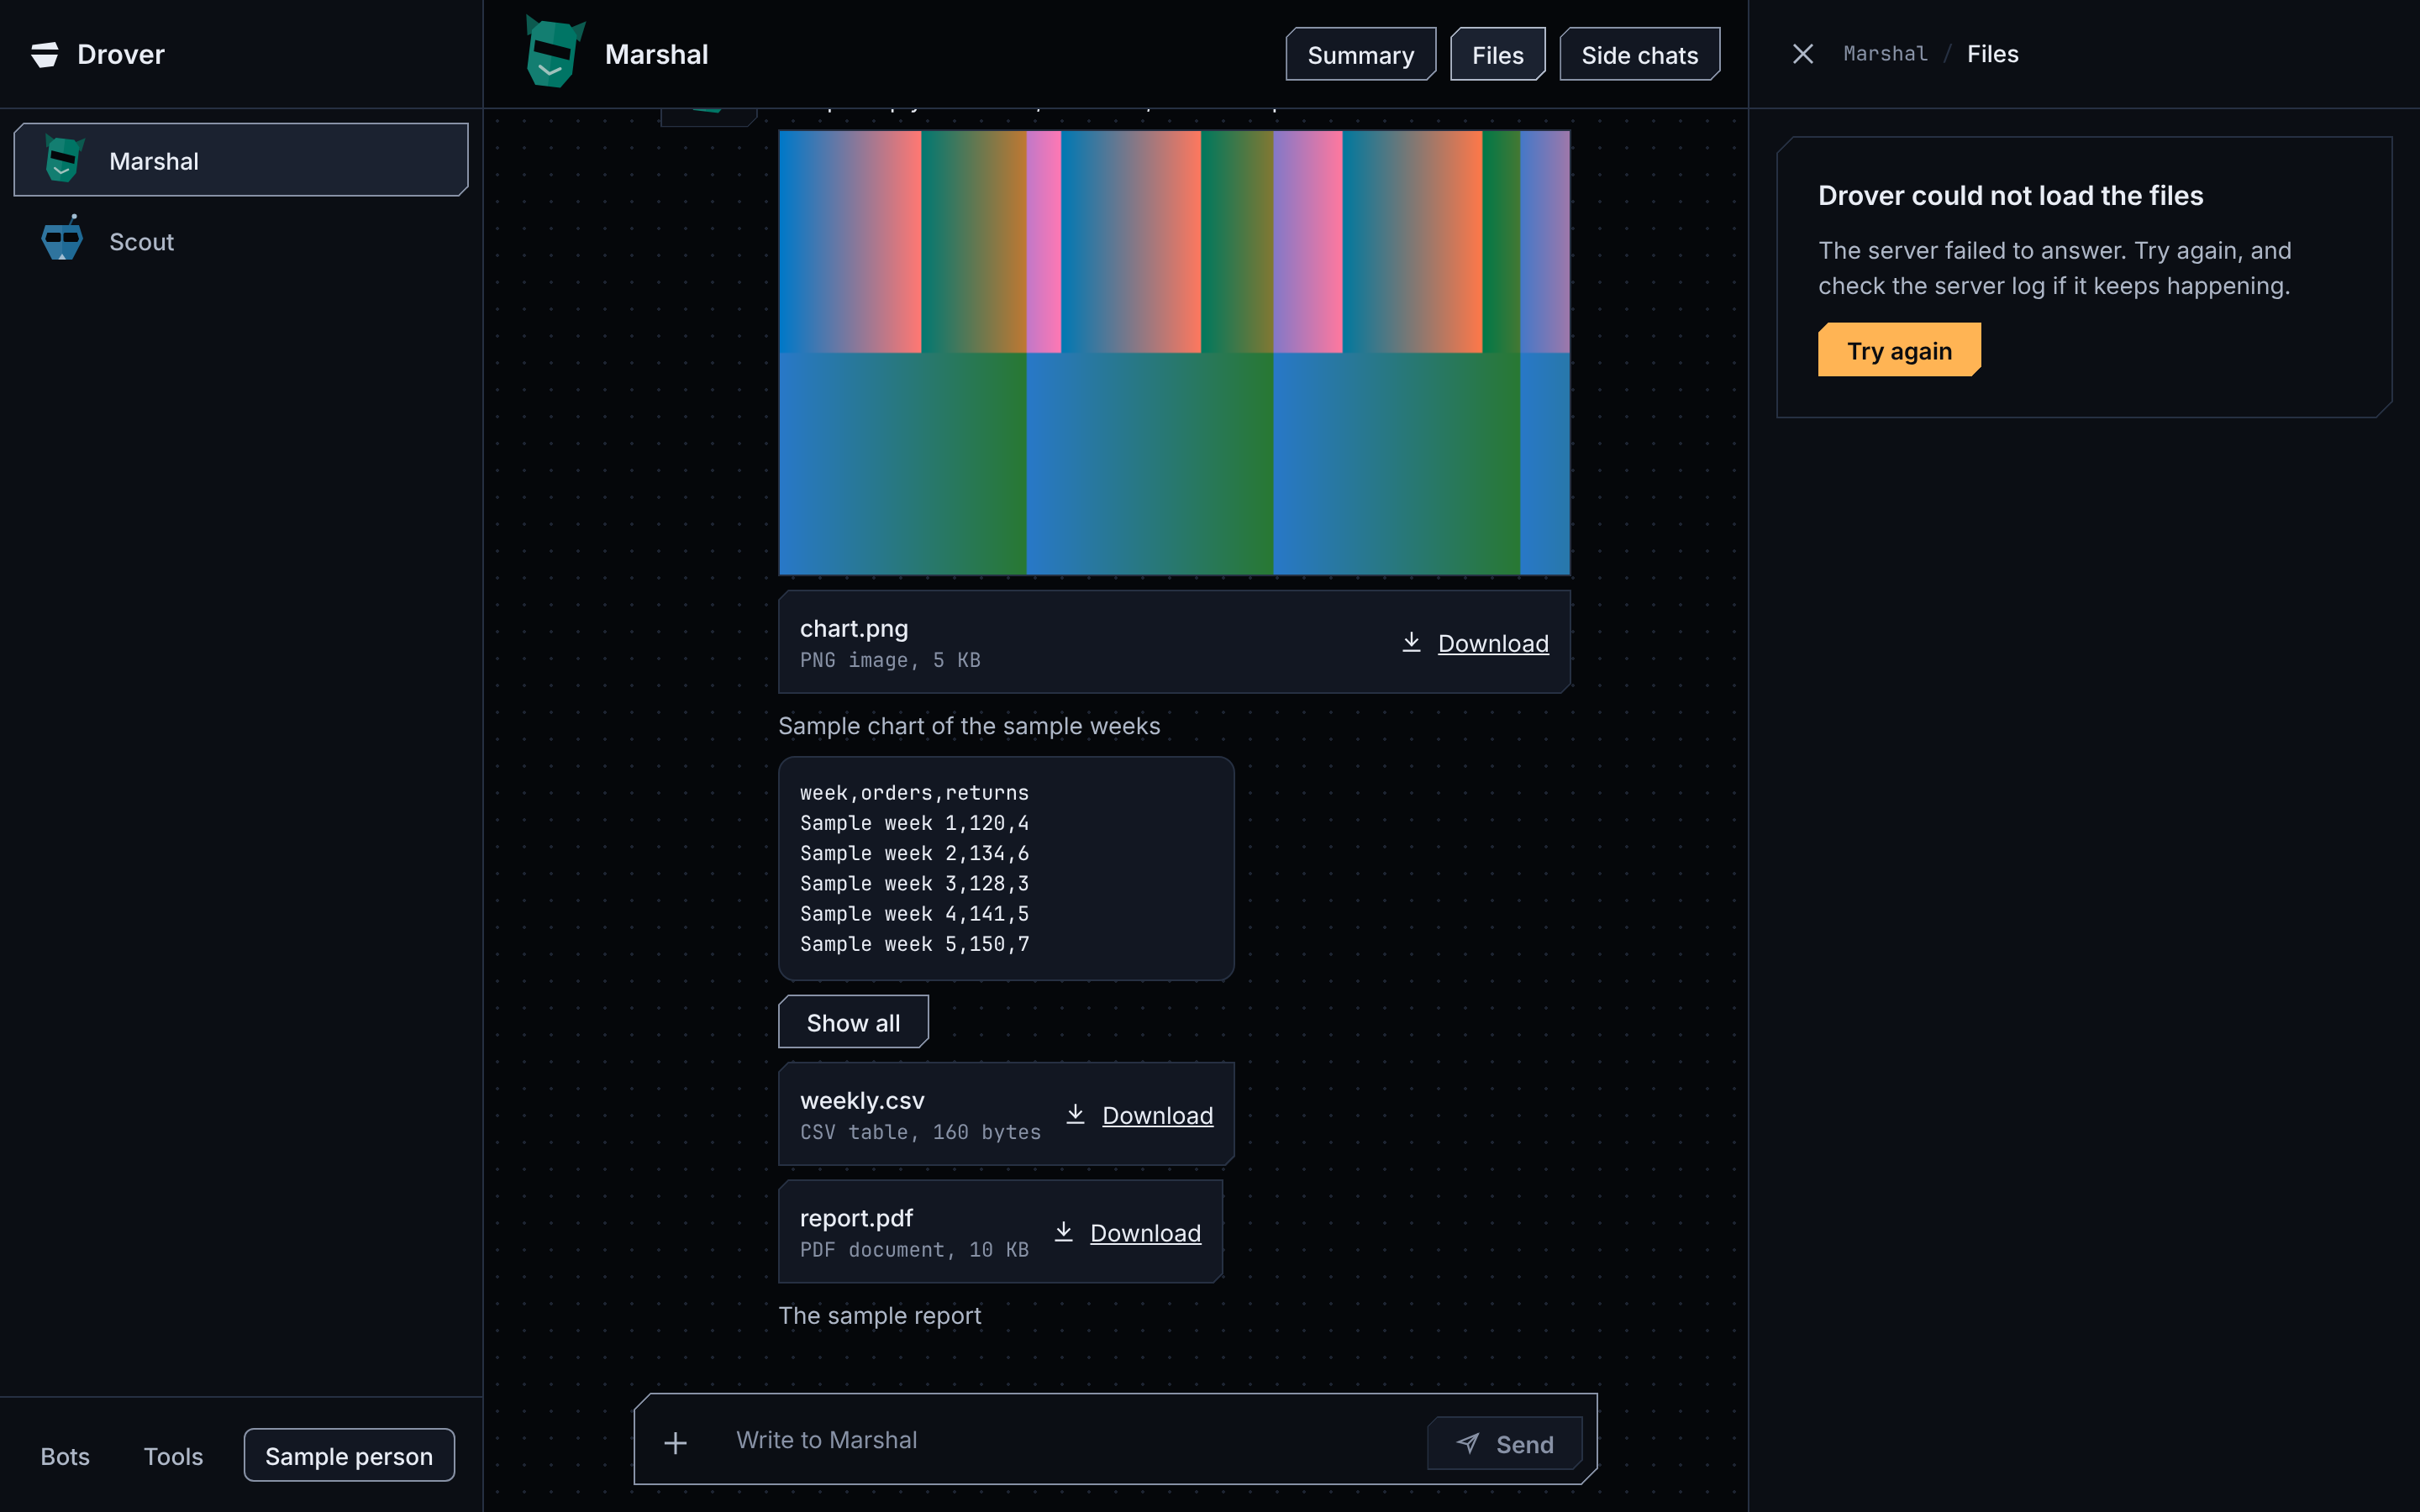 Drover
Marshal
Scout
Bots
Tools
Sample person
Marshal
Summary
Files
Side chats
chart.png
PNG image, 5 KB
Download
Sample chart of the sample weeks
week,orders,returns
Sample week 1,120,4
Sample week 2,134,6
Sample week 3,128,3
Sample week 4,141,5
Sample week 5,150,7
Show all
weekly.csv
CSV table, 160 bytes
Download
report.pdf
PDF document, 10 KB
Download
The sample report
Write to Marshal
Send
Marshal / Files
Drover could not load the files
The server failed to answer. Try again, and
check the server log if it keeps happening.
Try again